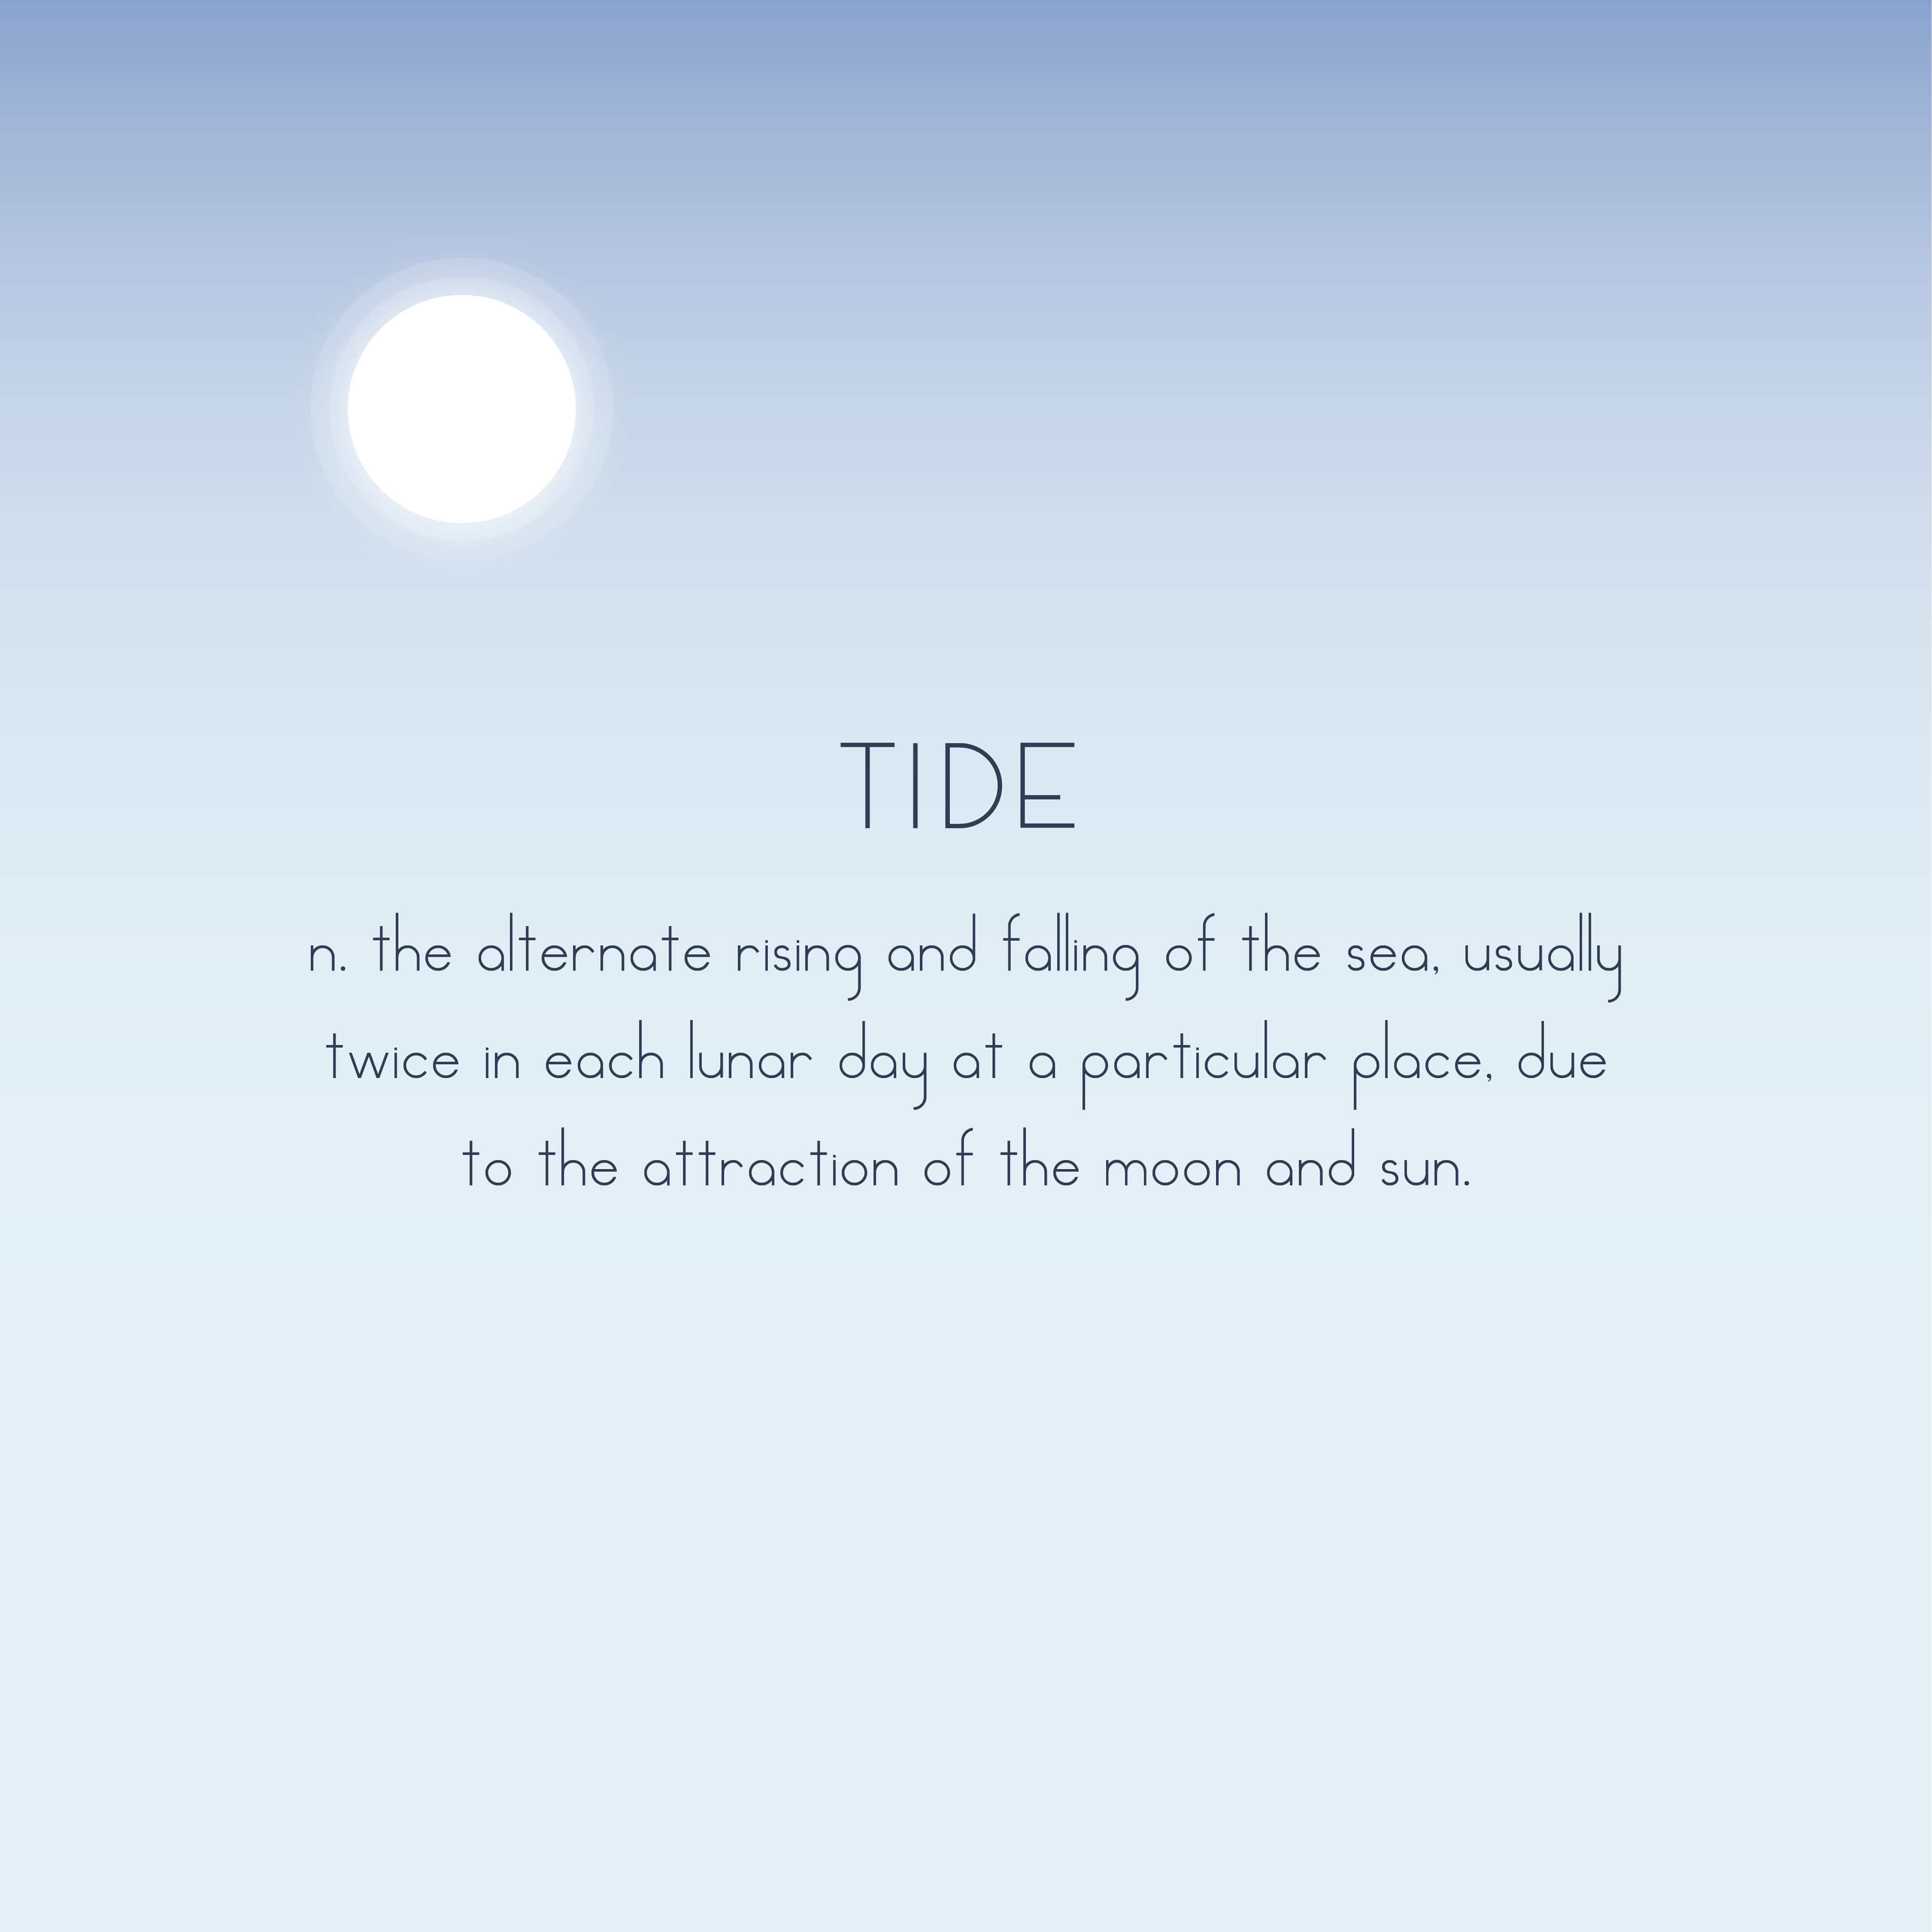 TIDE
n. the alternate rising and falling of the sea, usually
twice in each lunar day at a particular place, due
to the attraction of the moon and sun.